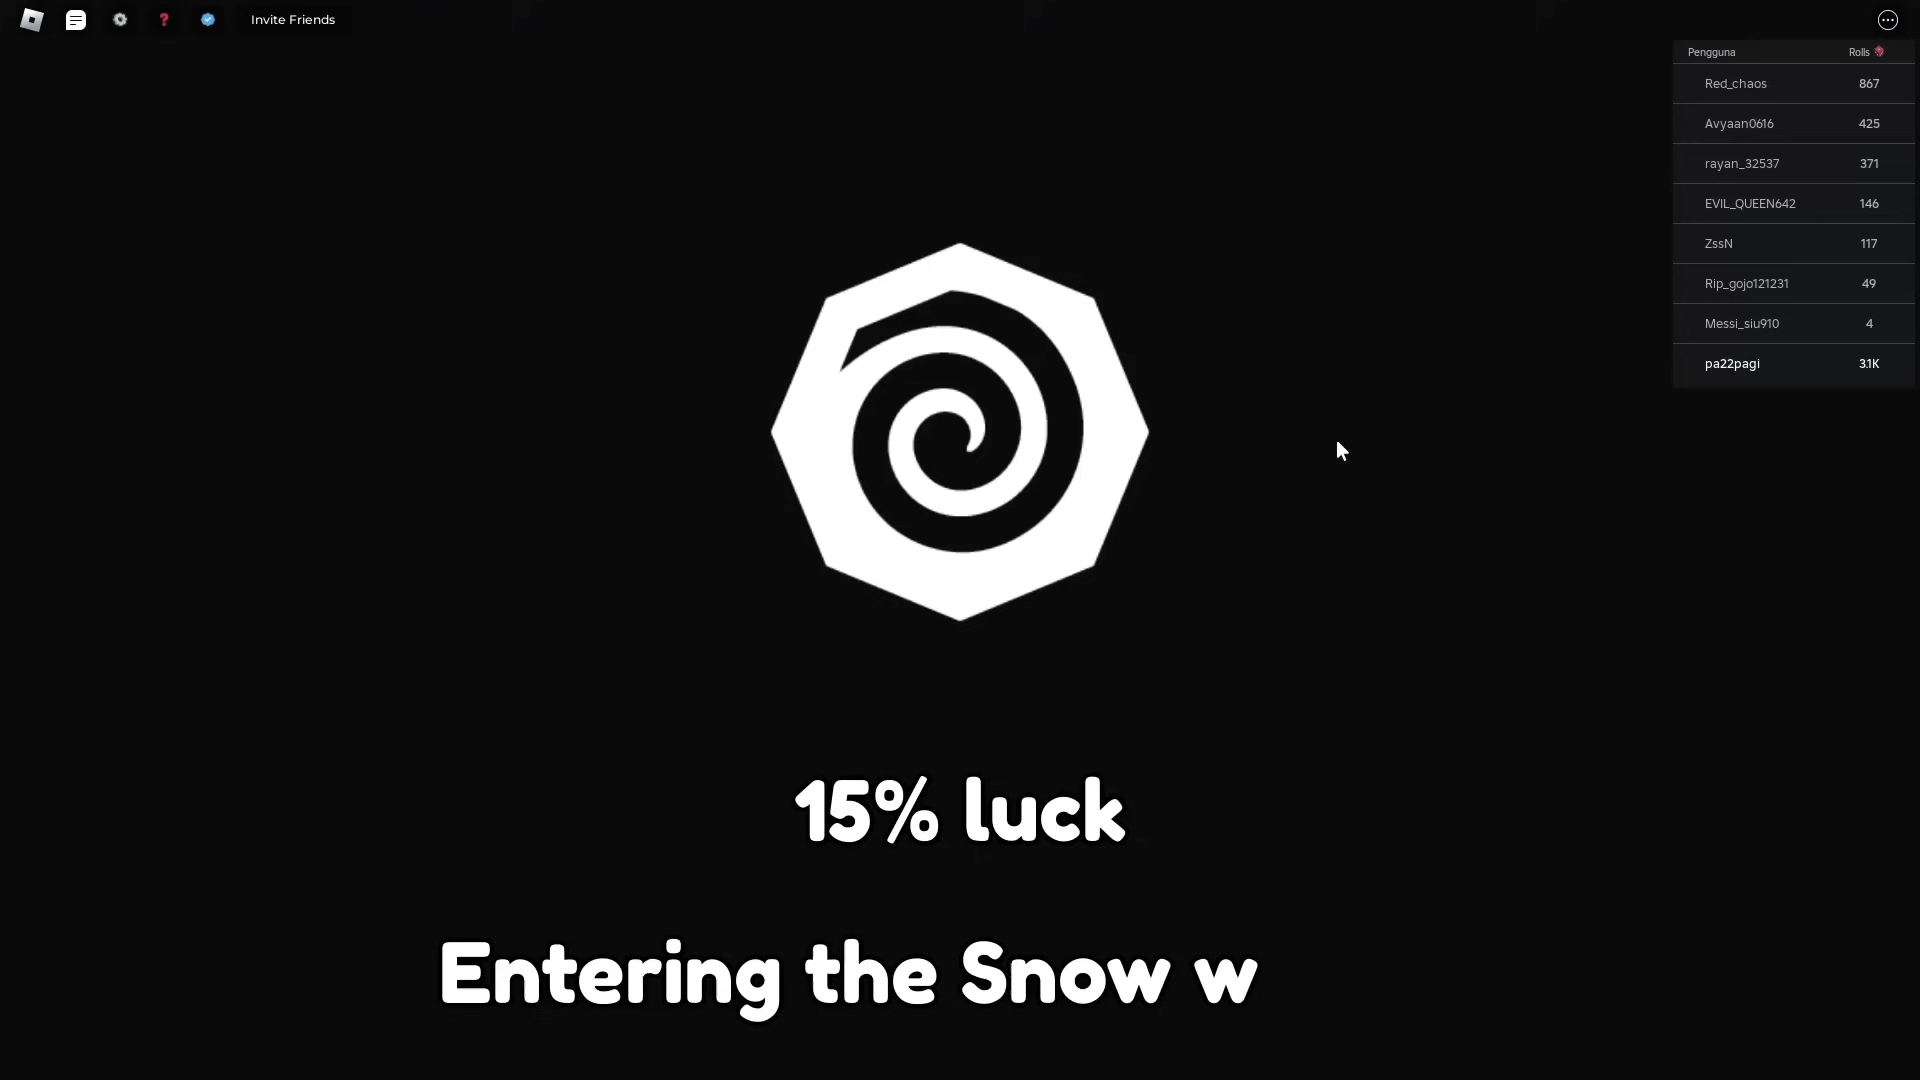 Invite Friends
Pengguna Rolls
Red_chaos 867
Avyaan0616 425
rayan_32537 371
EVIL_QUEEN642 146
ZssN 117
Rip_gojo121231 49
Messi_siu910 4
pa22pagi 3.1K
15% luck
Entering the Snow w